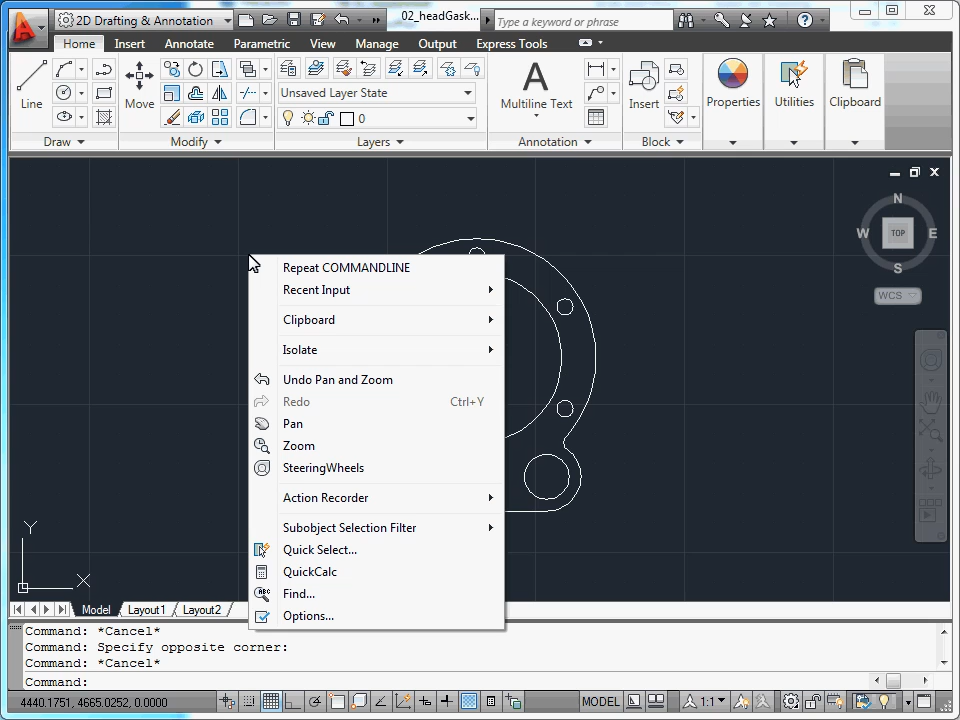 2D Drafting & Annotation
02_headGask...
Type a keyword or phrase
Home Insert Annotate Parametric View Manage Output Express Tools
Line
Move
Unsaved Layer State
0
Multiline Text
Insert
Properties
Utilities
Clipboard
Draw
Modify
Layers
Annotation
Block
N
W TOP E
S
WCS
Repeat COMMANDLINE
Recent Input
Clipboard
Isolate
Undo Pan and Zoom
Redo Ctrl+Y
Pan
Zoom
SteeringWheels
Action Recorder
Subobject Selection Filter
Quick Select...
QuickCalc
Find...
Options...
Y
X
Model Layout1 Layout2
Command: *Cancel*
Command: Specify opposite corner:
Command: *Cancel*
Command:
4440.1751, 4665.0252, 0.0000
MODEL
1:1